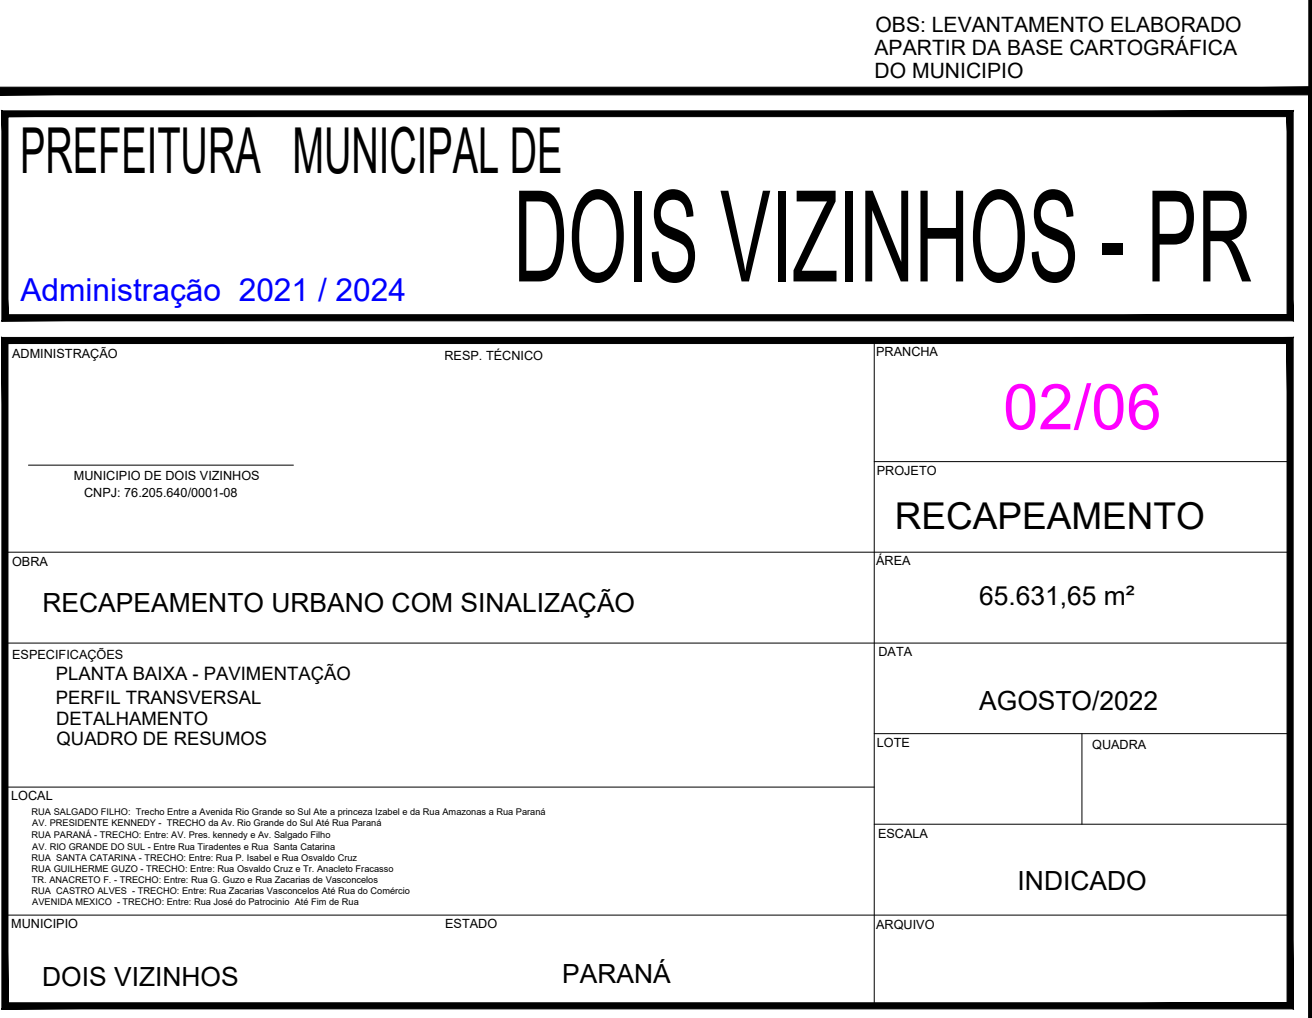 OBS: LEVANTAMENTO ELABORADO
APARTIR DA BASE CARTOGRÁFICA
DO MUNICIPIO
PREFEITURA MUNICIPAL DE
DOIS VIZINHOS - PR
Administração 2021 / 2024
ADMINISTRAÇÃO
RESP. TÉCNICO
MUNICIPIO DE DOIS VIZINHOS
CNPJ: 76.205.640/0001-08
PRANCHA
02/06
PROJETO
RECAPEAMENTO
OBRA
RECAPEAMENTO URBANO COM SINALIZAÇÃO
ÁREA
65.631,65 m²
ESPECIFICAÇÕES
PLANTA BAIXA - PAVIMENTAÇÃO
PERFIL TRANSVERSAL
DETALHAMENTO
QUADRO DE RESUMOS
DATA
AGOSTO/2022
LOTE
QUADRA
LOCAL
RUA SALGADO FILHO: Trecho Entre a Avenida Rio Grande so Sul Ate a princeza Izabel e da Rua Amazonas a Rua Paraná
AV. PRESIDENTE KENNEDY - TRECHO da Av. Rio Grande do Sul Até Rua Paraná
RUA PARANÁ - TRECHO: Entre: AV. Pres. kennedy e Av. Salgado Filho
AV. RIO GRANDE DO SUL - Entre Rua Tiradentes e Rua Santa Catarina
RUA SANTA CATARINA - TRECHO: Entre: Rua P. Isabel e Rua Osvaldo Cruz
RUA GUILHERME GUZO - TRECHO: Entre: Rua Osvaldo Cruz e Tr. Anacleto Fracasso
TR. ANACRETO F. - TRECHO: Entre: Rua G. Guzo e Rua Zacarias de Vasconcelos
RUA CASTRO ALVES - TRECHO: Entre: Rua Zacarias Vasconcelos Até Rua do Comércio
AVENIDA MEXICO - TRECHO: Entre: Rua José do Patrocinio Até Fim de Rua
ESCALA
INDICADO
MUNICIPIO
DOIS VIZINHOS
ESTADO
PARANÁ
ARQUIVO